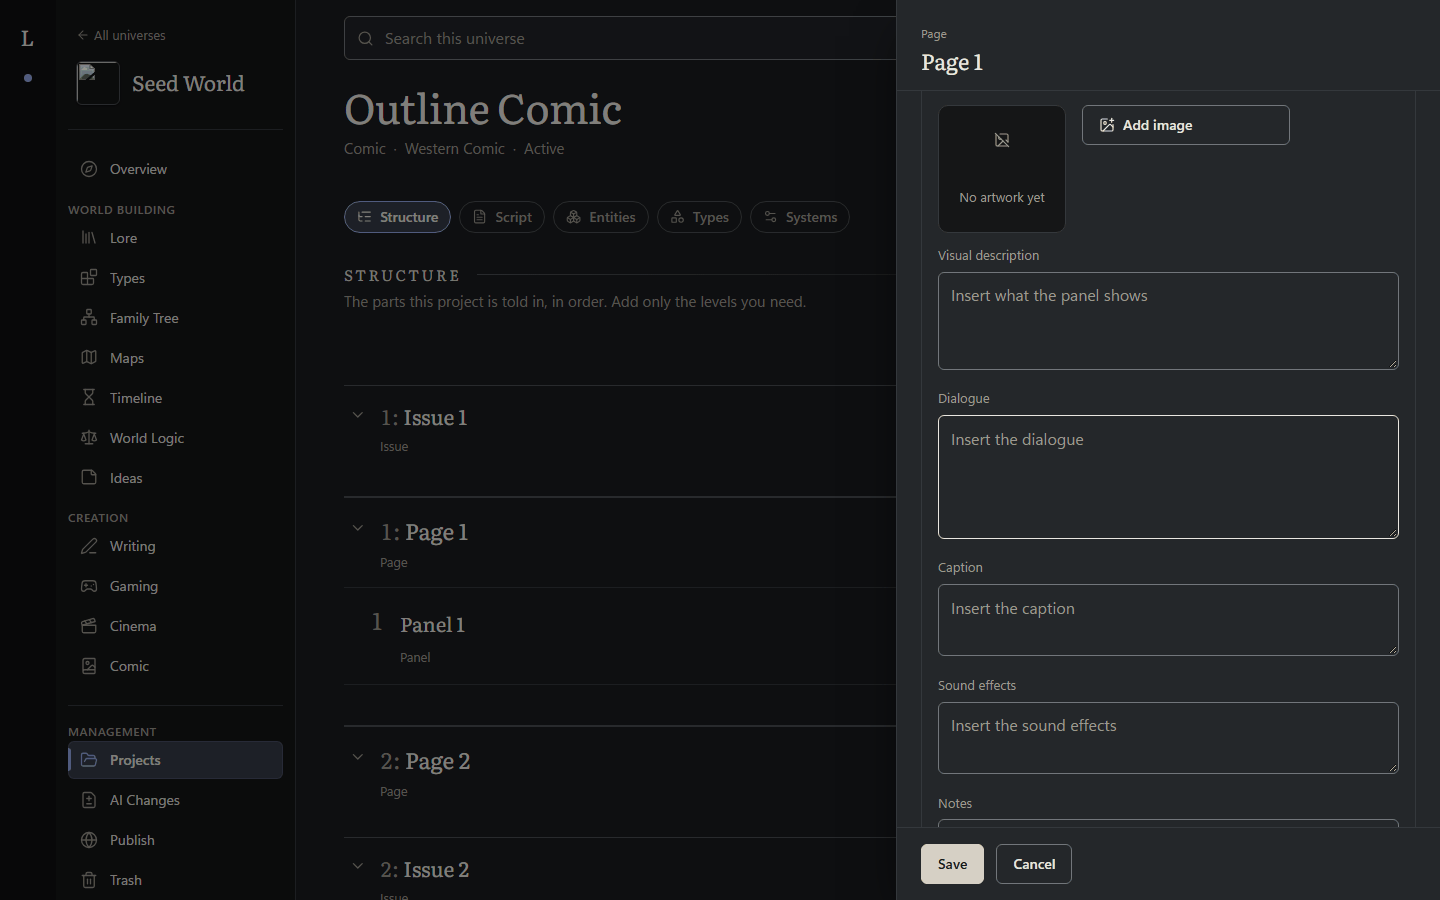 L
All universes
Seed World
Overview
WORLD BUILDING
Lore
Types
Family Tree
Maps
Timeline
World Logic
Ideas
CREATION
Writing
Gaming
Cinema
Comic
MANAGEMENT
Projects
AI Changes
Publish
Trash
Search this universe
Outline Comic
Comic · Western Comic · Active
Structure
Script
Entities
Types
Systems
STRUCTURE
The parts this project is told in, in order. Add only the levels you need.
1: Issue 1
Issue
1: Page 1
Page
1 Panel 1
Panel
2: Page 2
Page
2: Issue 2
Issue
Page
Page 1
No artwork yet
Add image
Visual description
Insert what the panel shows
Dialogue
Insert the dialogue
Caption
Insert the caption
Sound effects
Insert the sound effects
Notes
Save
Cancel